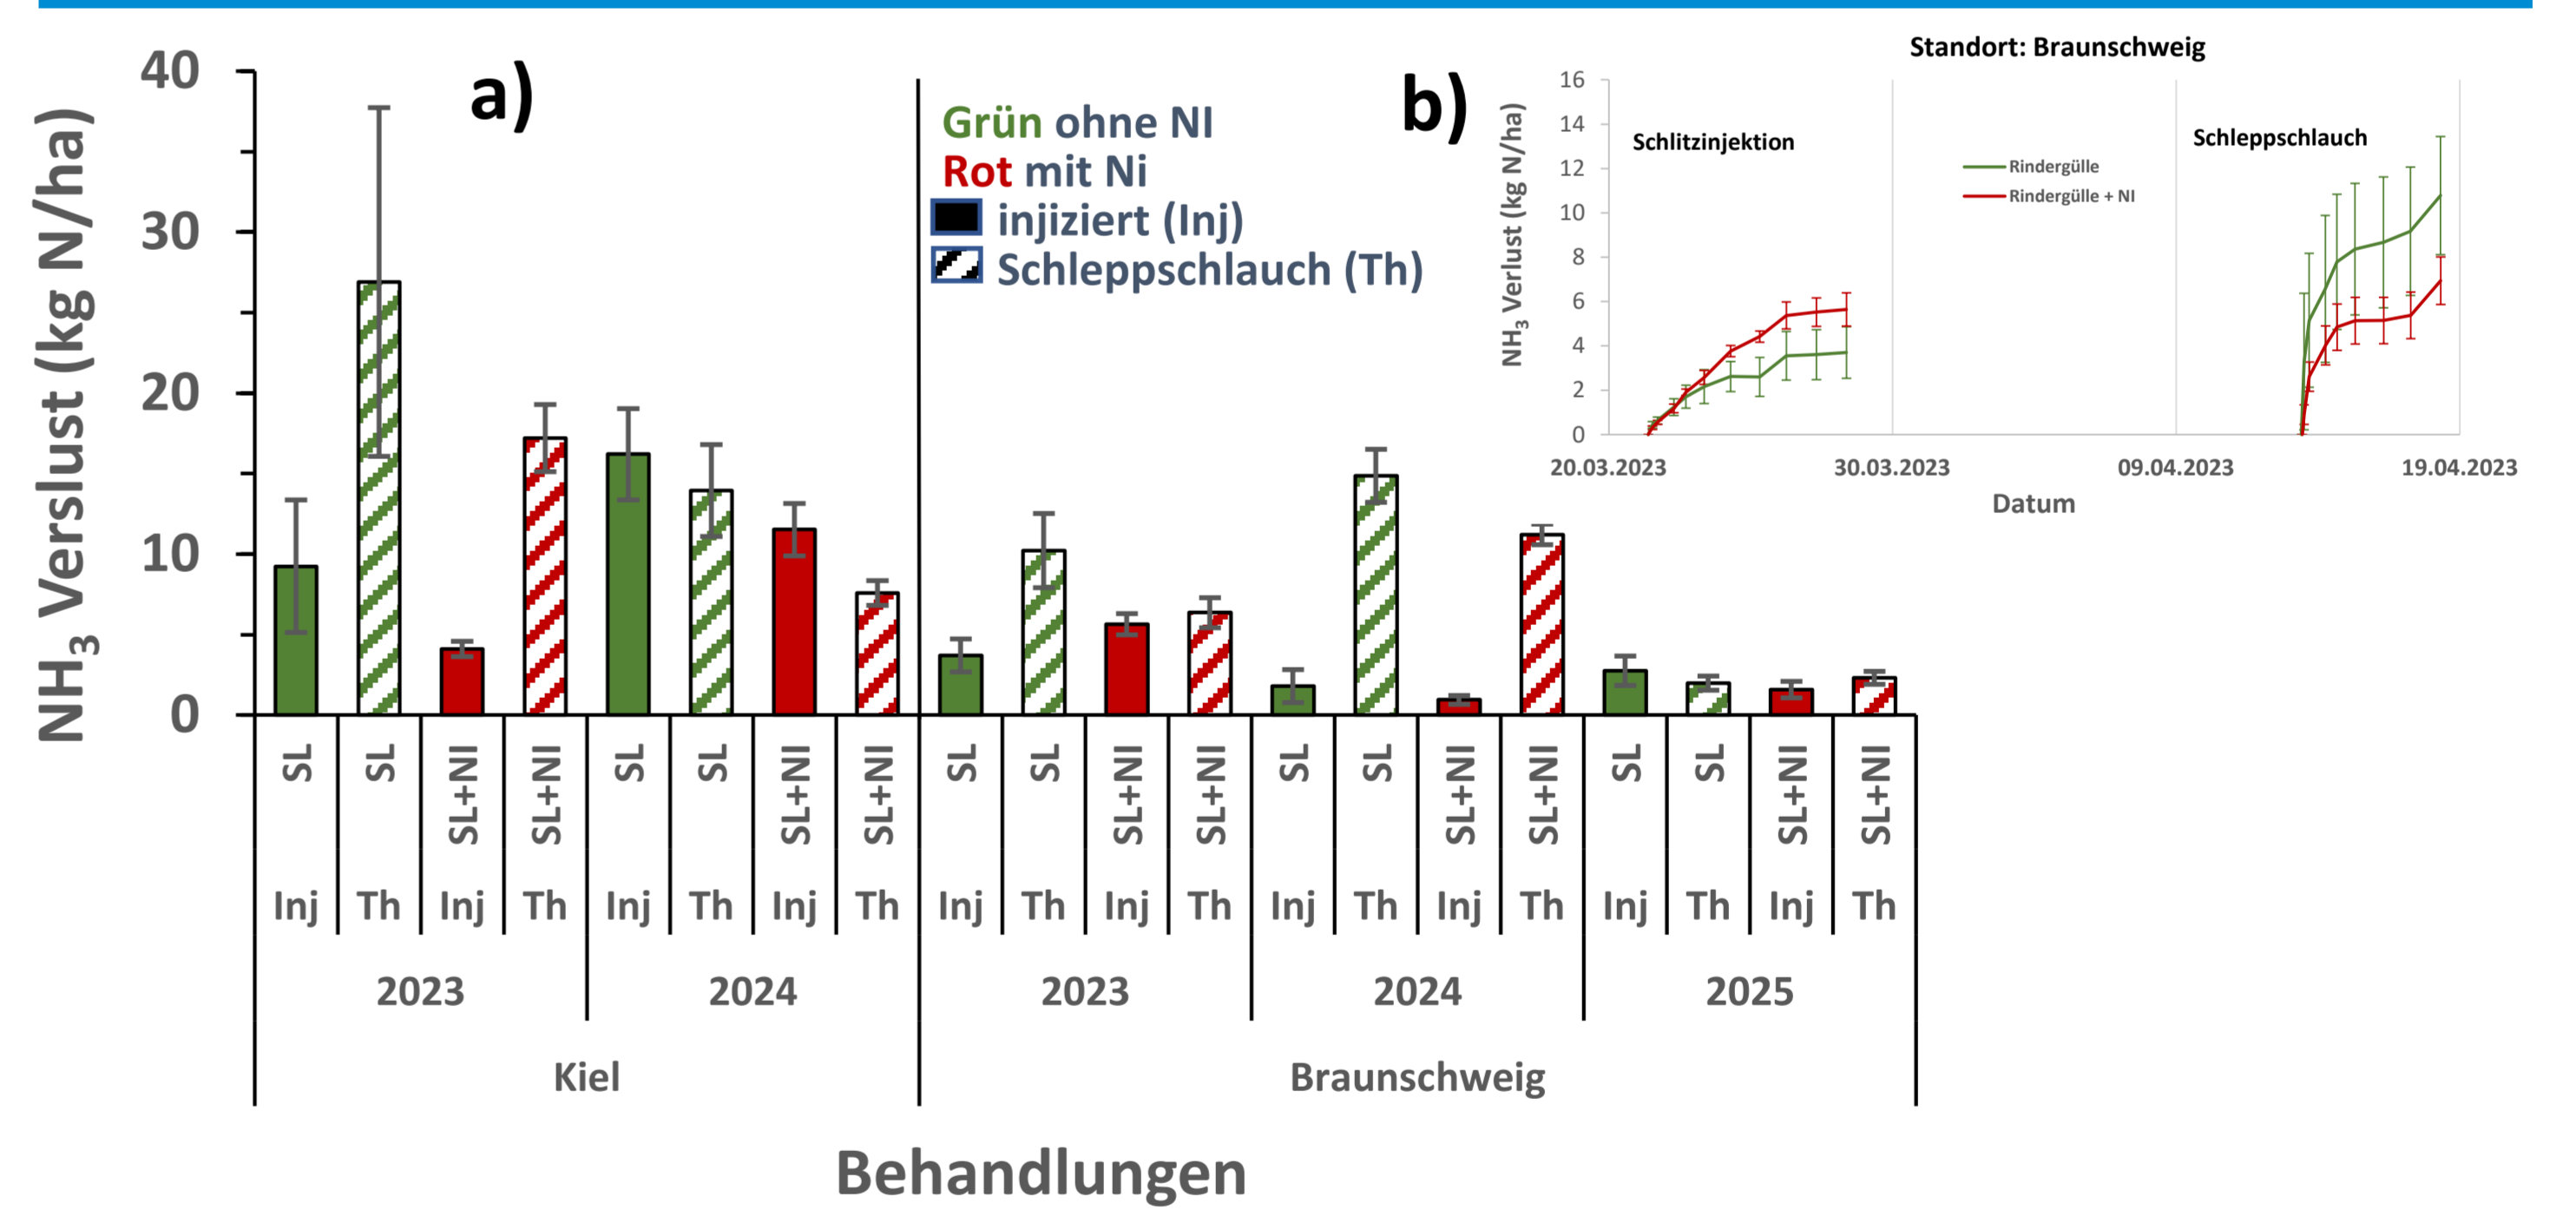 a)
NH3 Verslust (kg N/ha)
40
30
20
10
0
Grün ohne NI
Rot mit Ni
injiziert (Inj)
Schleppschlauch (Th)
SL SL SL+NI SL+NI SL SL SL+NI SL+NI SL SL SL+NI SL+NI SL SL SL+NI SL+NI SL SL SL+NI SL+NI
Inj Th Inj Th Inj Th Inj Th Inj Th Inj Th Inj Th Inj Th Inj Th Inj Th
2023 2024 2023 2024 2025
Kiel Braunschweig
Behandlungen
b)
Standort: Braunschweig
NH3 Verlust (kg N/ha)
16
14
12
10
8
6
4
2
0
Schlitzinjektion
Schleppschlauch
Rindergülle
Rindergülle + NI
20.03.2023 30.03.2023 09.04.2023 19.04.2023
Datum